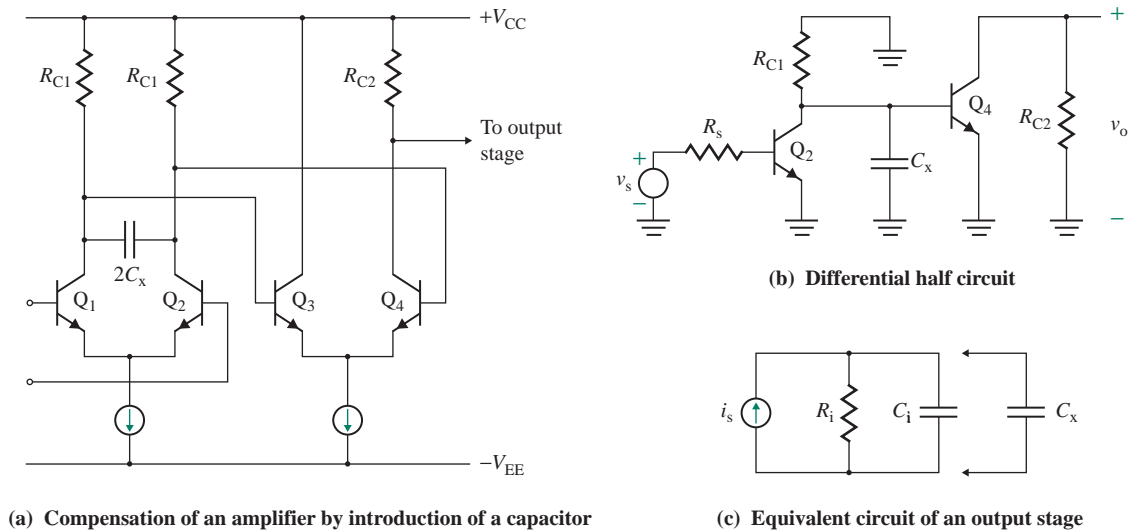 +V_CC
R_C1
R_C1
R_C2
To output
stage
2C_x
Q_1
Q_2
Q_3
Q_4
−V_EE
(a) Compensation of an amplifier by introduction of a capacitor
R_C1
R_s
Q_2
Q_4
C_x
R_C2
+
v_o
−
+
v_s
−
(b) Differential half circuit
i_s
R_i
C_i
C_x
(c) Equivalent circuit of an output stage